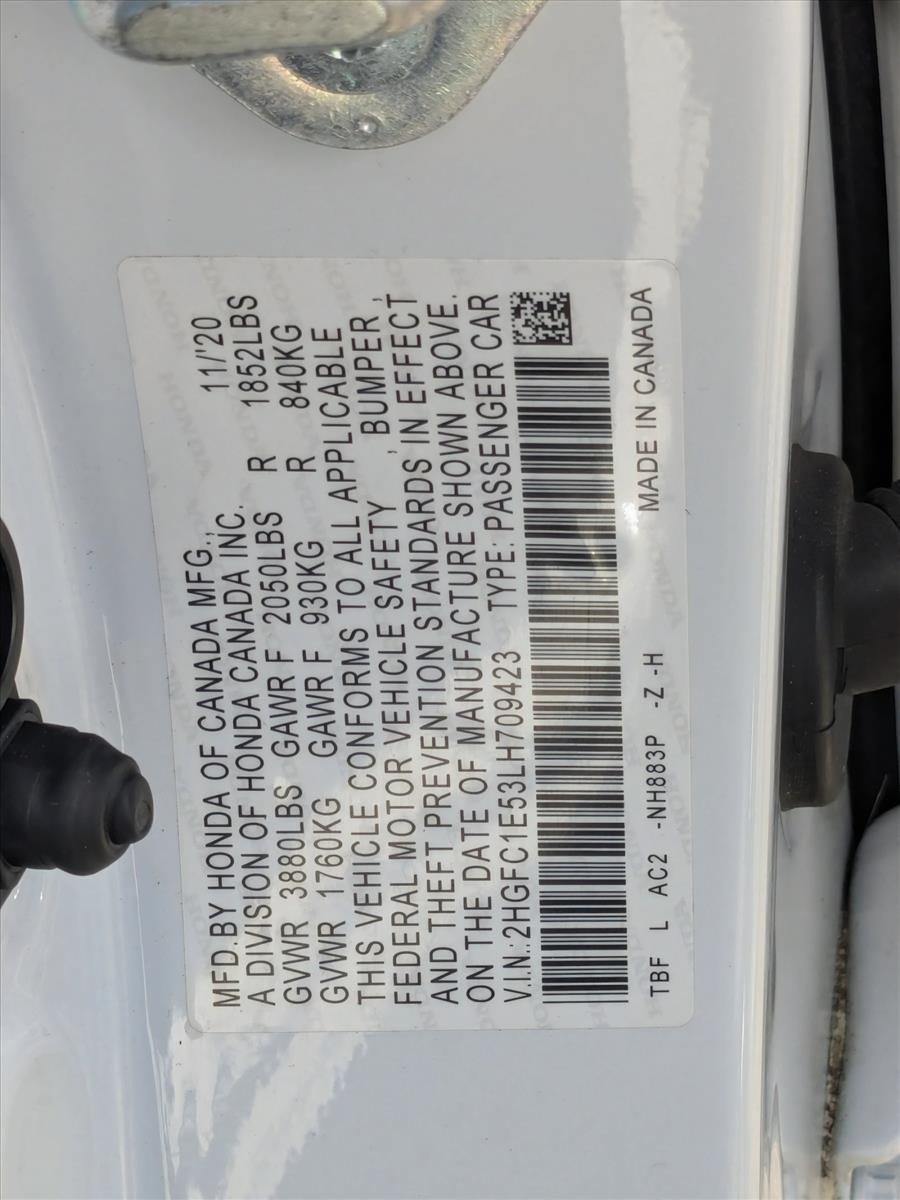 MFD.BY HONDA OF CANADA MFG., 11/'20
A DIVISION OF HONDA CANADA INC.
GVWR 3880LBS GAWR F 2050LBS R 1852LBS
GVWR 1760KG GAWR F 930KG R 840KG
THIS VEHICLE CONFORMS TO ALL APPLICABLE
FEDERAL MOTOR VEHICLE SAFETY , BUMPER ,
AND THEFT PREVENTION STANDARDS IN EFFECT
ON THE DATE OF MANUFACTURE SHOWN ABOVE.
V.I.N.:2HGFC1E53LH709423 TYPE:PASSENGER CAR
TBF L AC2 -NH883P -Z -H MADE IN CANADA